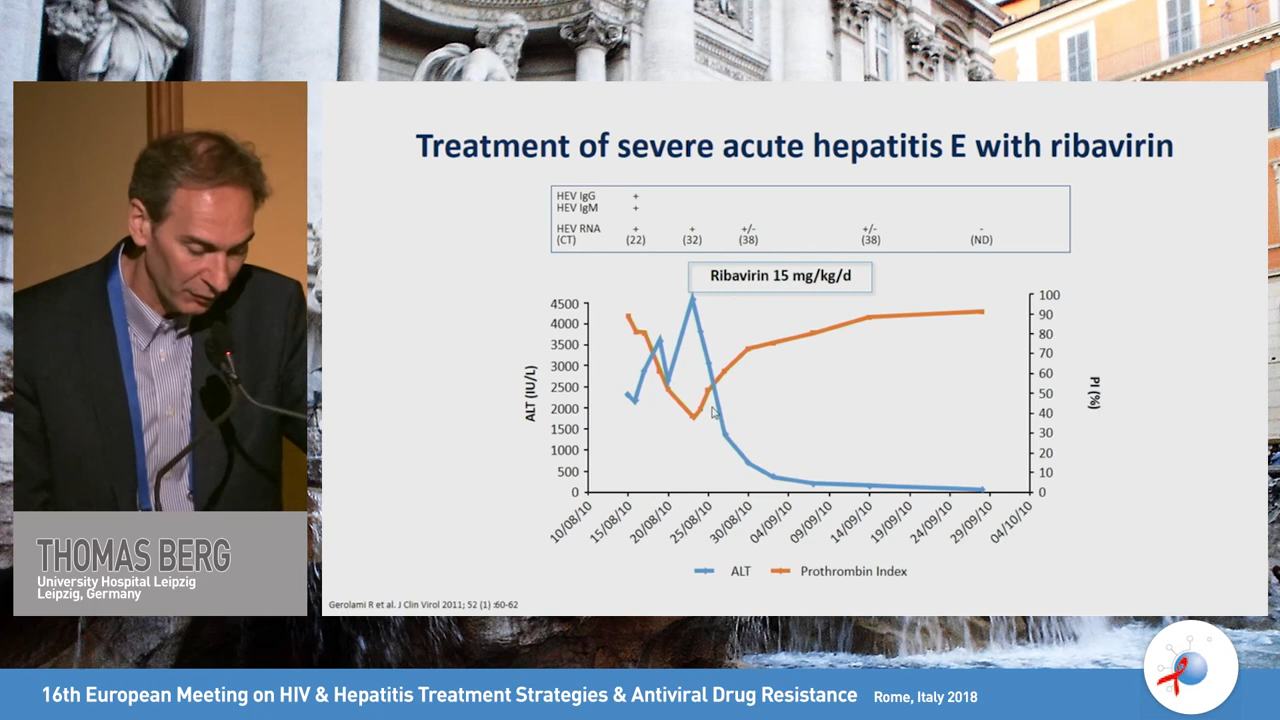 Treatment of severe acute hepatitis E with ribavirin
HEV IgG +
HEV IgM +
HEV RNA + + +/- +/- -
(CT) (22) (32) (38) (38) (ND)
Ribavirin 15 mg/kg/d
4500
4000
3500
3000
2500
2000
1500
1000
500
0
ALT (IU/L)
100
90
80
70
60
50
40
30
20
10
0
PI (%)
10/08/10 15/08/10 20/08/10 25/08/10 30/08/10 04/09/10 09/09/10 14/09/10 19/09/10 24/09/10 29/09/10 04/10/10
ALT Prothrombin Index
Gerolami R et al. J Clin Virol 2011; 52 (1) :60-62
THOMAS BERG
University Hospital Leipzig
Leipzig, Germany
16th European Meeting on HIV & Hepatitis Treatment Strategies & Antiviral Drug Resistance Rome, Italy 2018